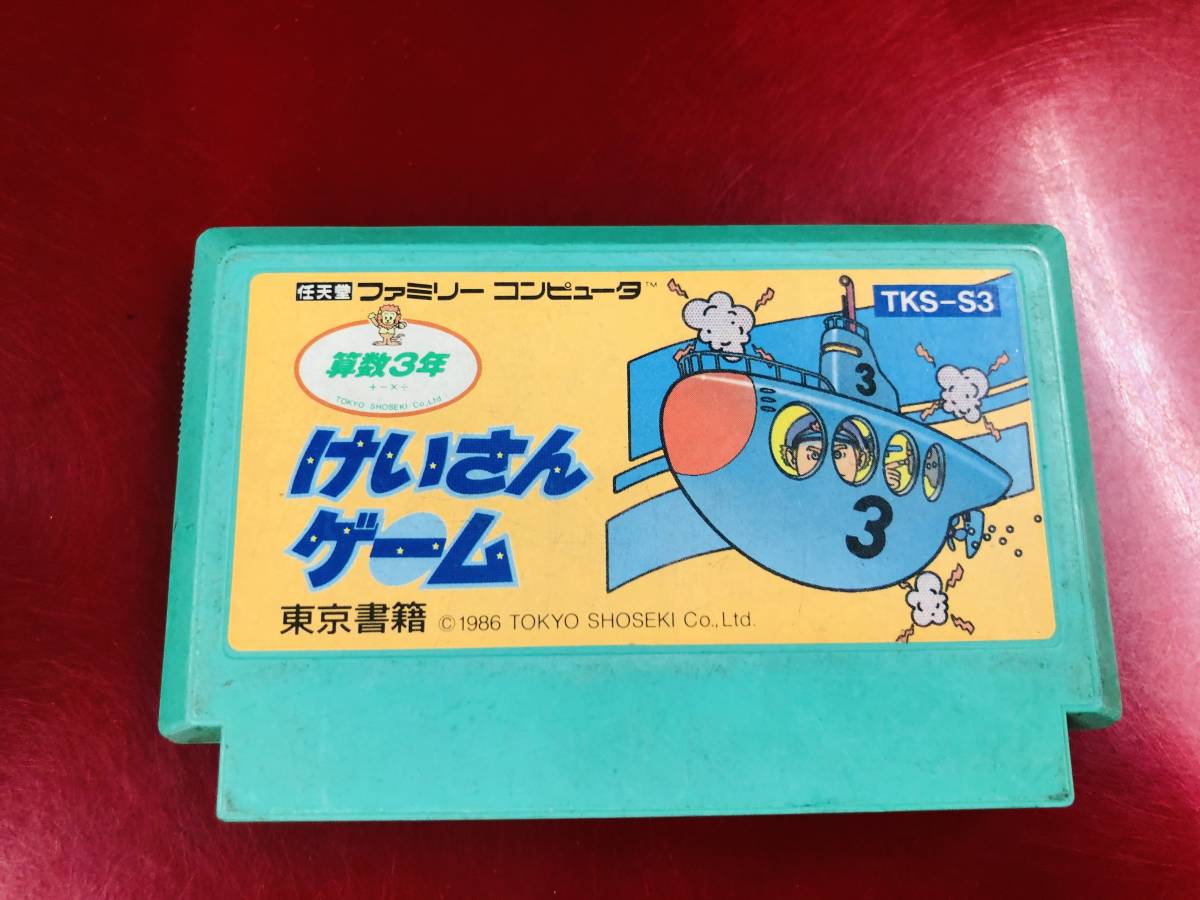 任天堂 ファミリー コンピュータ™
TKS-S3
算数3年
+-×÷
TOKYO SHOSEKI Co,.Ltd.
けいさん
ゲーム
3
3
東京書籍 ©1986 TOKYO SHOSEKI Co., Ltd.